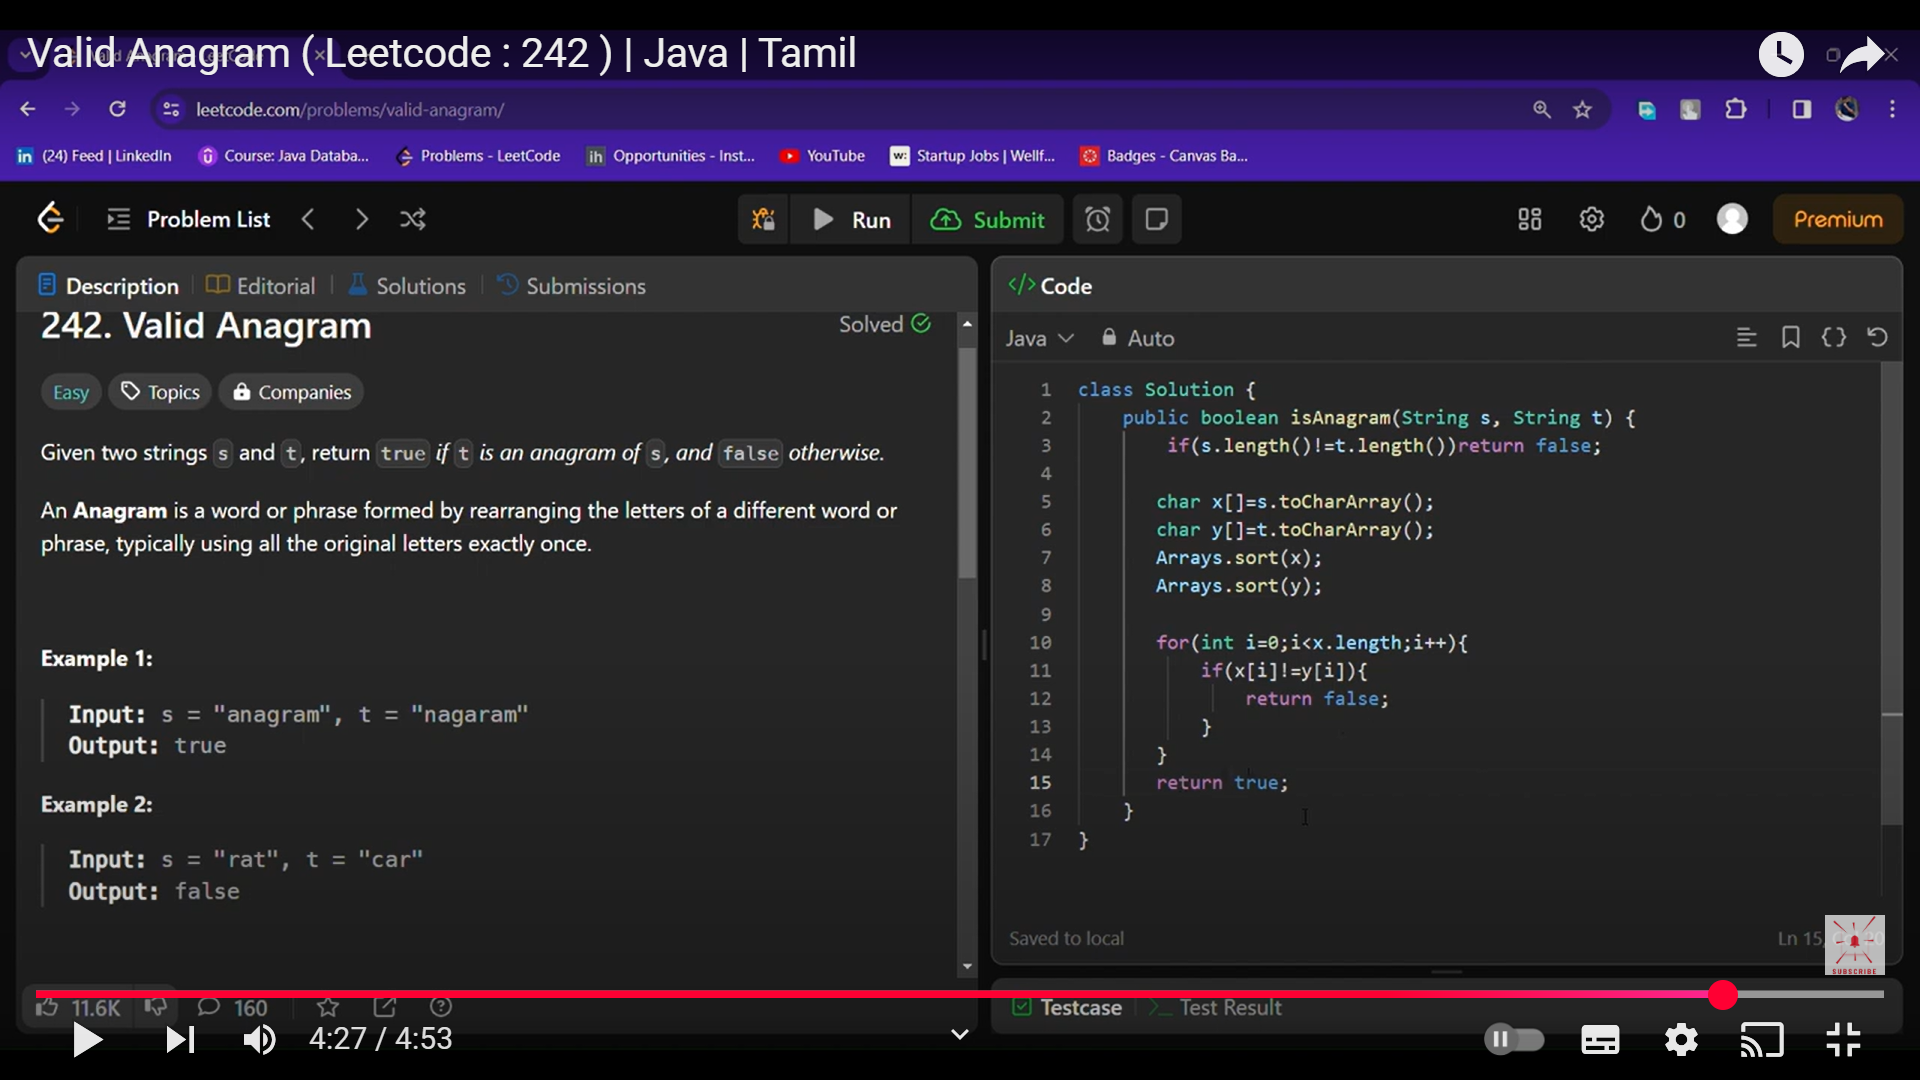 Valid Anagram ( Leetcode : 242 ) | Java | Tamil
leetcode.com/problems/valid-anagram/
(24) Feed | LinkedIn Course: Java Databa... Problems - LeetCode Opportunities - Inst... YouTube Startup Jobs | Wellf... Badges - Canvas Ba...
Problem List Run Submit 0 Premium
Description Editorial Solutions Submissions
242. Valid Anagram Solved
Easy Topics Companies
Given two strings s and t, return true if t is an anagram of s, and false otherwise.
An Anagram is a word or phrase formed by rearranging the letters of a different word or
phrase, typically using all the original letters exactly once.
Example 1:
Input: s = "anagram", t = "nagaram"
Output: true
Example 2:
Input: s = "rat", t = "car"
Output: false
11.6K 160
</> Code
Java Auto
1 class Solution {
2 public boolean isAnagram(String s, String t) {
3 if(s.length()!=t.length())return false;
4
5 char x[]=s.toCharArray();
6 char y[]=t.toCharArray();
7 Arrays.sort(x);
8 Arrays.sort(y);
9
10 for(int i=0;i<x.length;i++){
11 if(x[i]!=y[i]){
12 return false;
13 }
14 }
15 return true;
16 }
17 }
Saved to local Ln 15,
SUBSCRIBE
Testcase Test Result
4:27 / 4:53